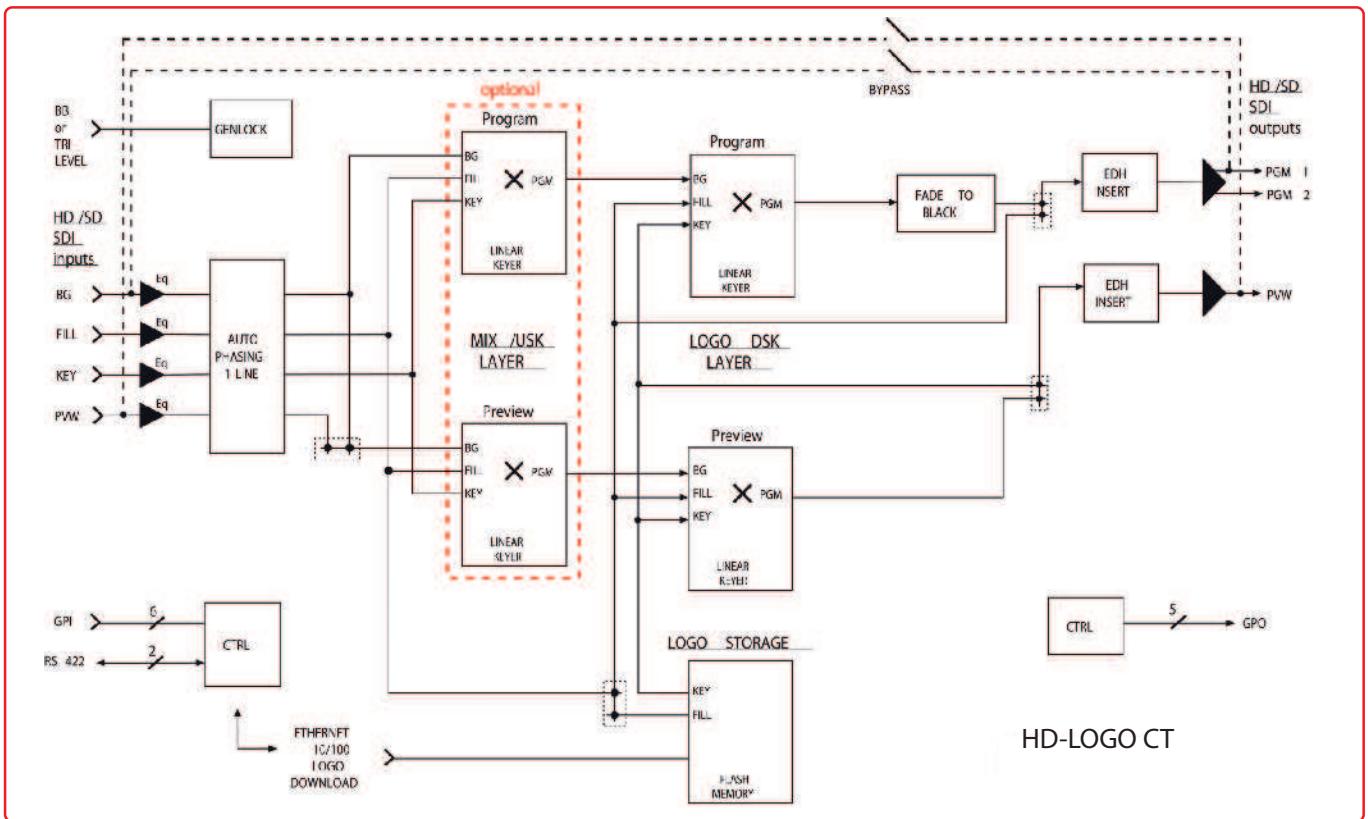 optional
BYPASS
HD /SD
SDI
outputs
BB
or
TRI
LEVEL
GENLOCK
Program
BG
FILL
KEY
PGM
LINEAR
KEYER
Program
BG
FILL
KEY
PGM
LINEAR
KEYER
FADE TO
BLACK
EDH
NSERT
PGM 1
PGM 2
HD /SD
SDI
inputs
BG
FILL
KEY
PVW
Eq
Eq
Eq
Eq
AUTO
PHASING
1 LINE
MIX /USK
LAYER
LOGO DSK
LAYER
EDH
INSERT
PVW
Preview
BG
FILL
KEY
PGM
LINEAR
KEYER
Preview
BG
FILL
KEY
PGM
LINEAR
KEYER
GPI
6
RS 422
2
CTRL
CTRL
5
GPO
LOGO STORAGE
KEY
FILL
FLASH
MEMORY
ETHERNET
10/100
LOGO
DOWNLOAD
HD-LOGO CT